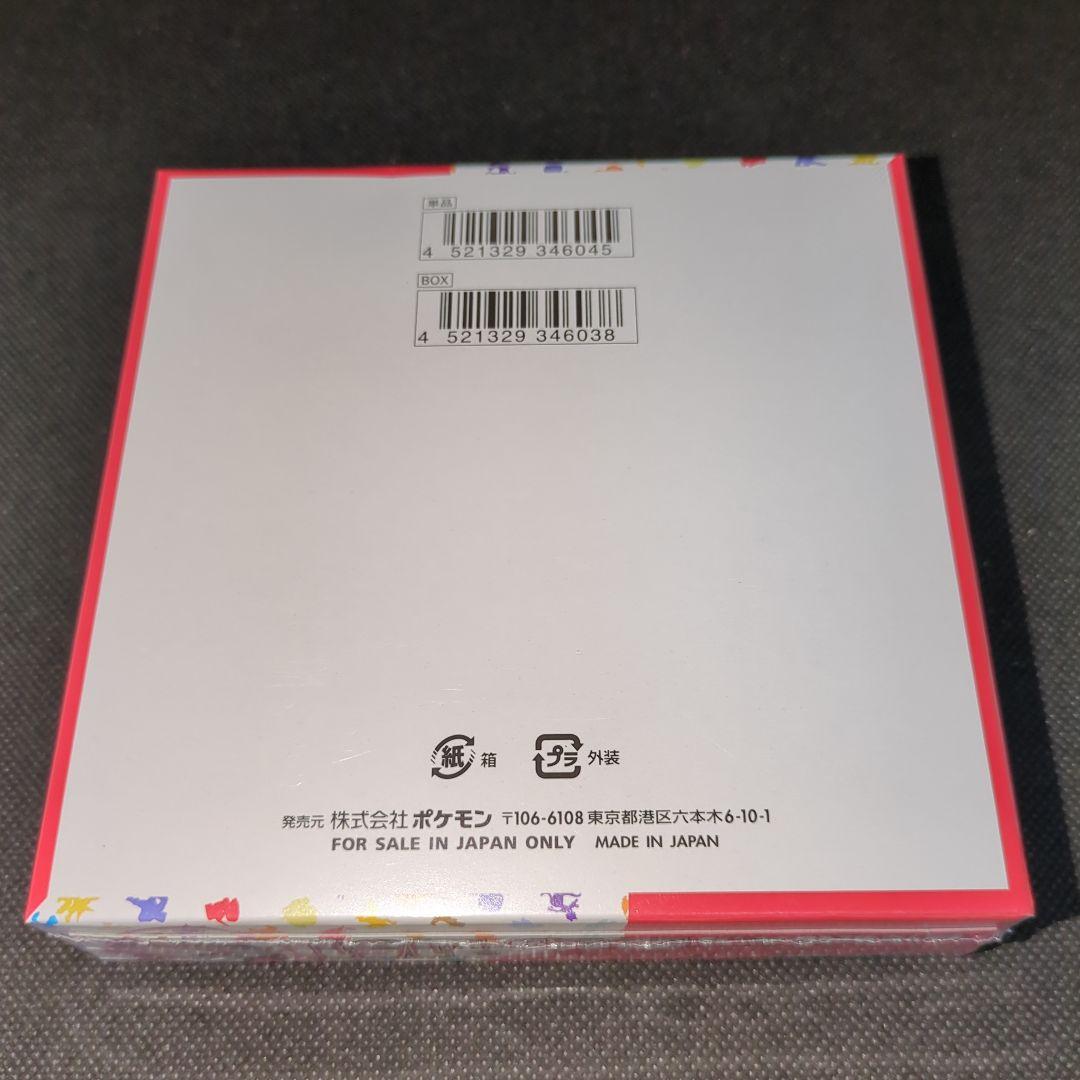 単品
4 521329 346045
BOX
4 521329 346038
紙 箱 プラ 外装
発売元 株式会社 ポケモン 〒106-6108 東京都港区六本木6-10-1
FOR SALE IN JAPAN ONLY MADE IN JAPAN